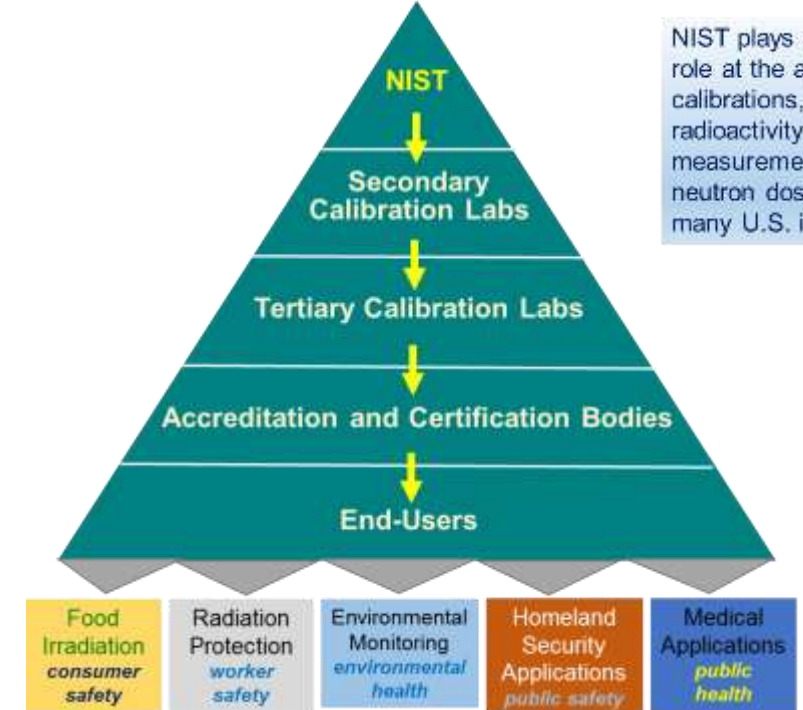 NIST
Secondary
Calibration Labs
Tertiary Calibration Labs
Accreditation and Certification Bodies
End-Users
NIST plays
role at the
calibrations,
radioactivity
neutron
many U.S.
Food
Irradiation
consumer
safety
Radiation
Protection
worker
safety
Environmental
Monitoring
environmental
health
Homeland
Security
Applications
public safety
Medical
Applications
public
health